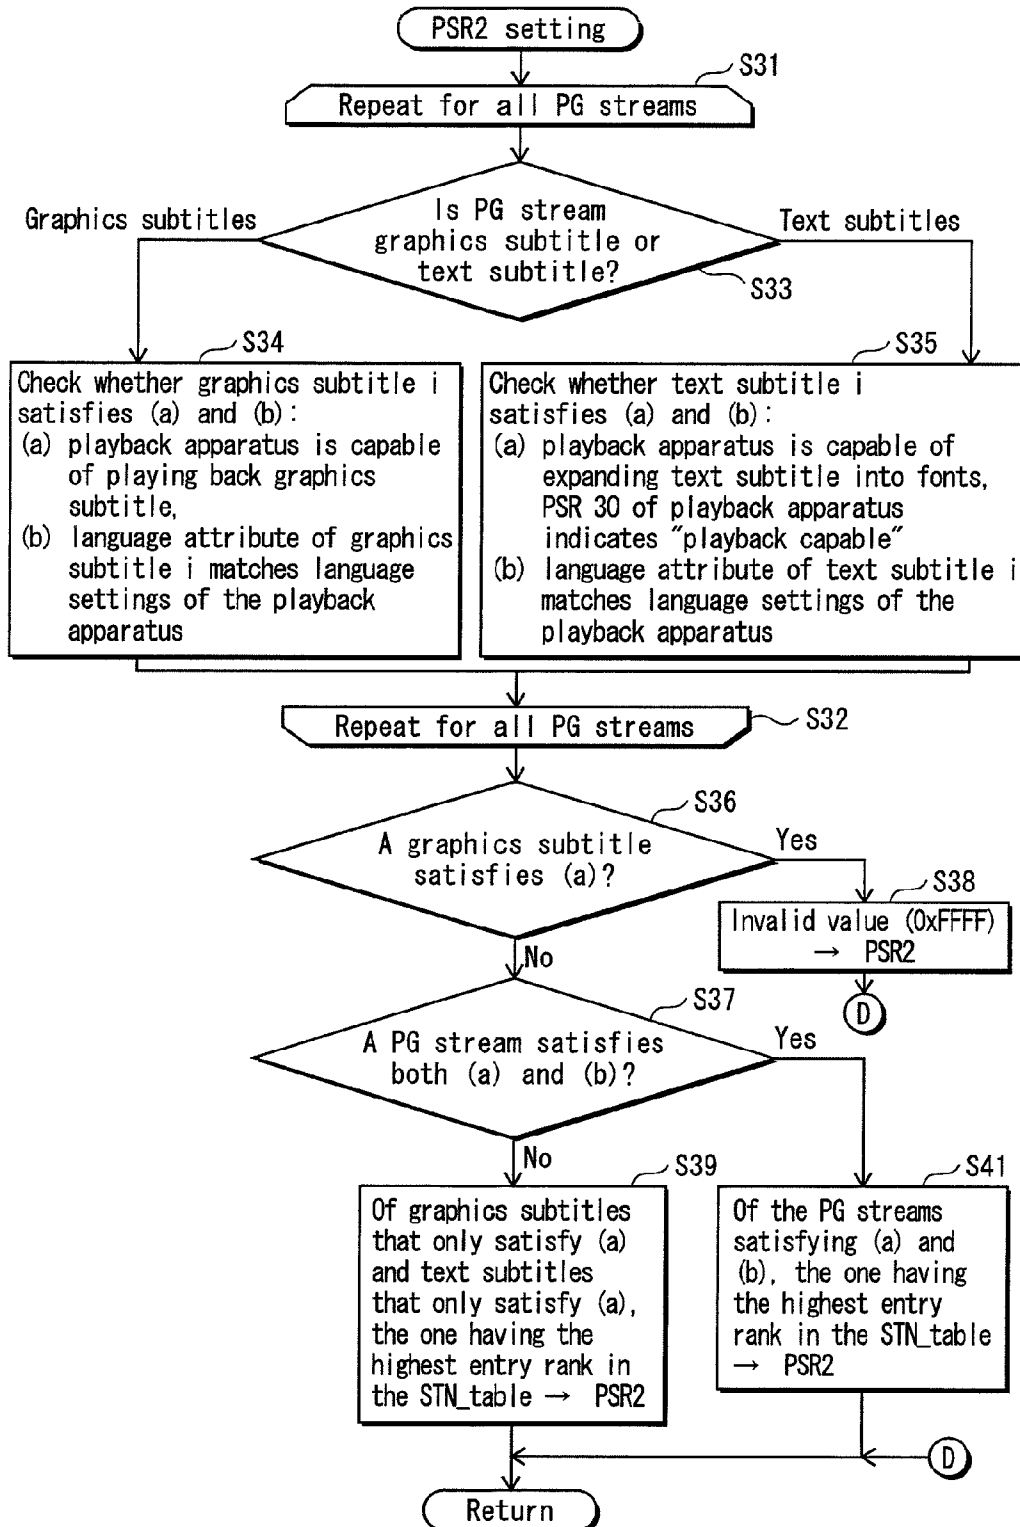 PSR2 setting
S31
Repeat for all PG streams
Graphics subtitles
Is PG stream
graphics subtitle or
text subtitle?
Text subtitles
S33
S34
Check whether graphics subtitle i
satisfies (a) and (b):
(a) playback apparatus is capable
of playing back graphics
subtitle,
(b) language attribute of graphics
subtitle i matches language
settings of the playback
apparatus
S35
Check whether text subtitle i
satisfies (a) and (b):
(a) playback apparatus is capable of
expanding text subtitle into fonts,
PSR 30 of playback apparatus
indicates "playback capable"
(b) language attribute of text subtitle i
matches language settings of the
playback apparatus
Repeat for all PG streams
S32
S36
A graphics subtitle
satisfies (a)?
Yes
No
S38
Invalid value (0xFFFF)
→ PSR2
D
S37
A PG stream satisfies
both (a) and (b)?
Yes
No
S39
Of graphics subtitles
that only satisfy (a)
and text subtitles
that only satisfy (a),
the one having the
highest entry rank in
the STN_table → PSR2
S41
Of the PG streams
satisfying (a) and
(b), the one having
the highest entry
rank in the STN_table
→ PSR2
D
Return